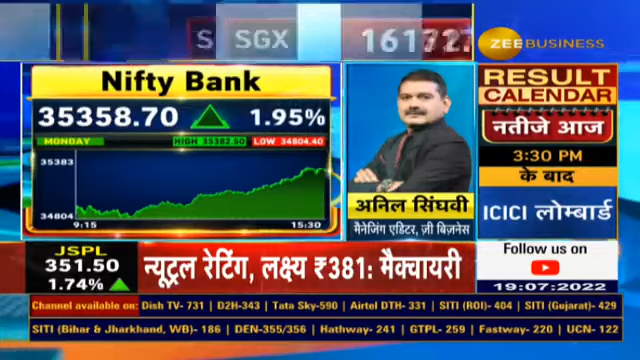 S SGX 16172.
ZEEBUSINESS
Nifty Bank
35358.70 1.95%
MONDAY HIGH 35382.50 LOW 34804.40
35383
34804
9:15 15:30
अनिल सिंघवी
मैनेजिंग एडिटर, ज़ी बिज़नेस
RESULT
CALENDAR
नतीजे आज
3:30 PM
के बाद
ICICI लोम्बार्ड
JSPL
351.50
1.74%
न्यूट्रल रेटिंग, लक्ष्य ₹381: मैक्वायरी
Follow us on
19:07:2022
Channel available on: Dish TV- 731 | D2H-343 | Tata Sky-590 | Airtel DTH- 331 | SITI (ROI)- 404 | SITI (Gujarat)- 429
SITI (Bihar & Jharkhand, WB)- 186 | DEN-355/356 | Hathway- 241 | GTPL- 259 | Fastway- 220 | UCN- 122